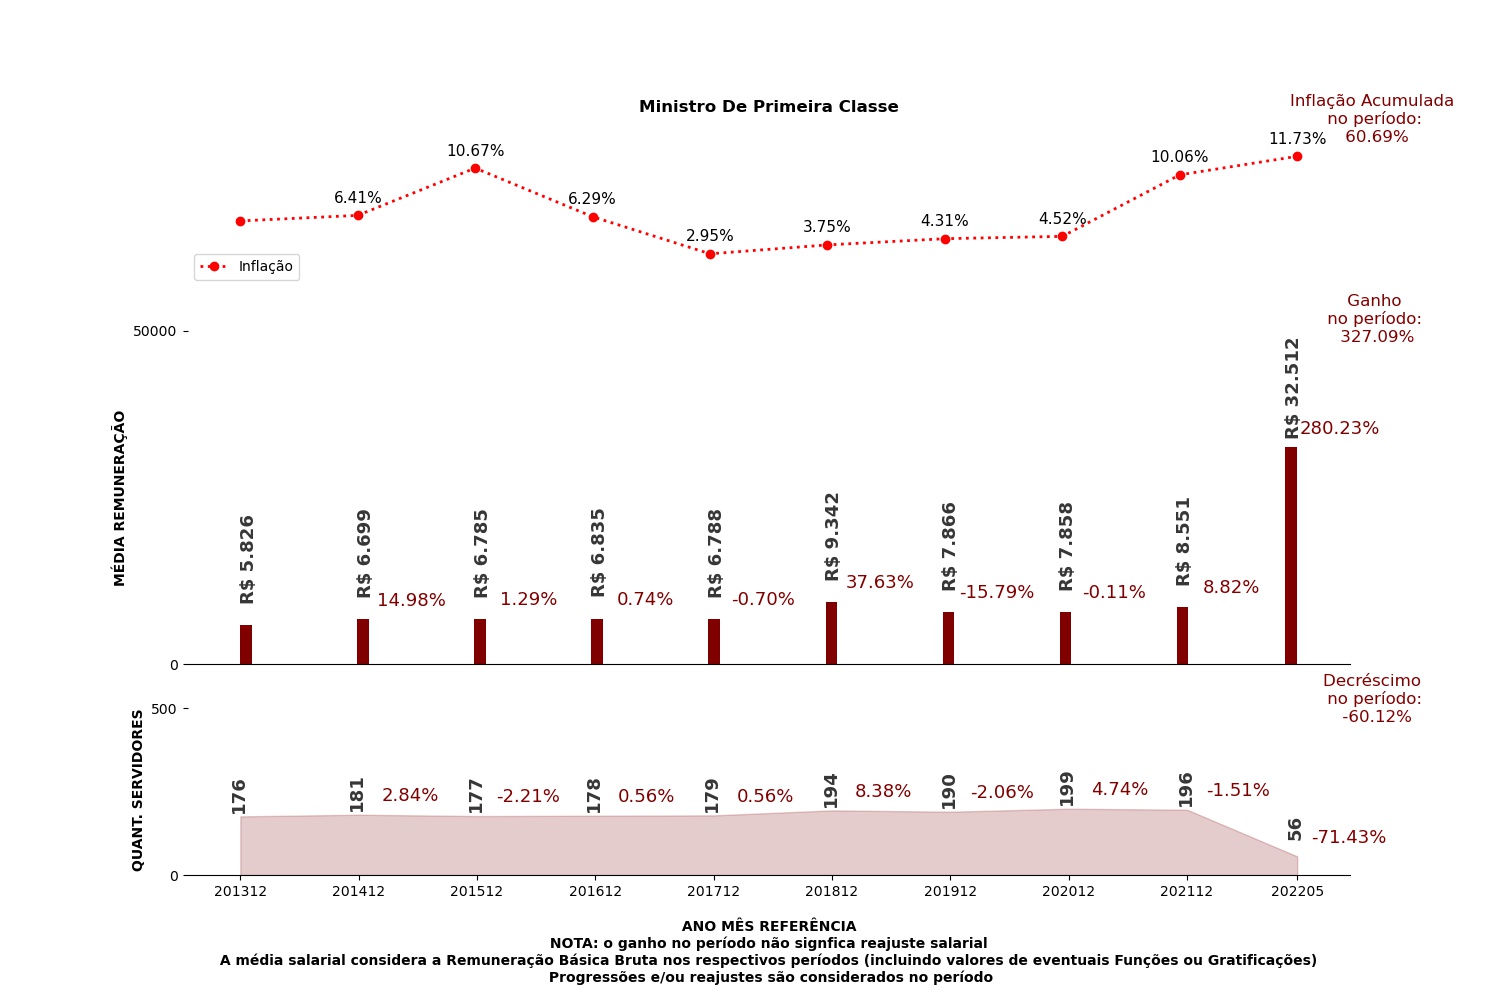 Ministro De Primeira Classe
Inflação Acumulada
no período:
60.69%
6.41%
10.67%
6.29%
2.95%
3.75%
4.31%
4.52%
10.06%
11.73%
Inflação
Ganho
no período:
327.09%
MÉDIA REMUNERAÇÃO
50000
0
R$ 5.826
R$ 6.699
14.98%
R$ 6.785
1.29%
R$ 6.835
0.74%
R$ 6.788
-0.70%
R$ 9.342
37.63%
R$ 7.866
-15.79%
R$ 7.858
-0.11%
R$ 8.551
8.82%
R$ 32.512
280.23%
Decréscimo
no período:
-60.12%
QUANT. SERVIDORES
500
0
176
181
2.84%
177
-2.21%
178
0.56%
179
0.56%
194
8.38%
190
-2.06%
199
4.74%
196
-1.51%
56
-71.43%
201312
201412
201512
201612
201712
201812
201912
202012
202112
202205
ANO MÊS REFERÊNCIA
NOTA: o ganho no período não signfica reajuste salarial
A média salarial considera a Remuneração Básica Bruta nos respectivos períodos (incluindo valores de eventuais Funções ou Gratificações)
Progressões e/ou reajustes são considerados no período